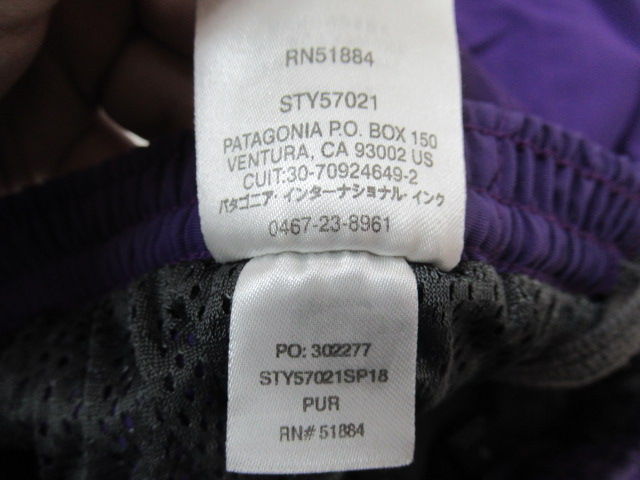 RN51884
STY57021
PATAGONIA P.O. BOX 150
VENTURA, CA 93002 US
CUIT:30-70924649-2
パタゴニア・インターナショナル・インク
0467-23-8961
PO: 302277
STY57021SP18
PUR
RN# 51884